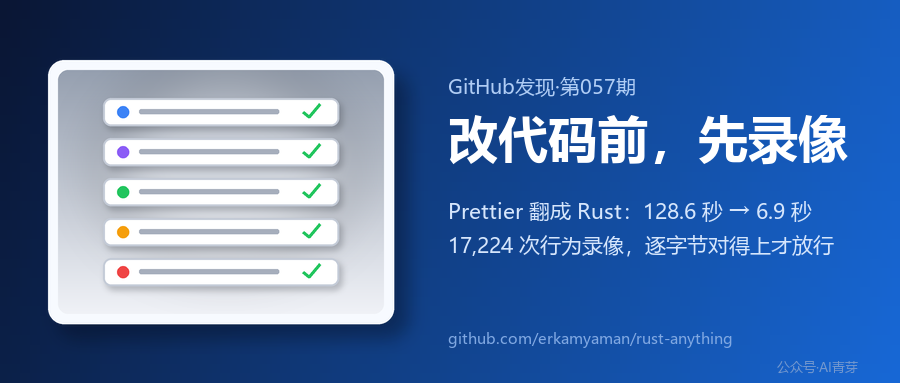 GitHub发现·第057期
改代码前，先录像
Prettier 翻成 Rust：128.6 秒 → 6.9 秒
17,224 次行为录像，逐字节对得上才放行
github.com/erkamyaman/rust-anything
公众号·AI青芽